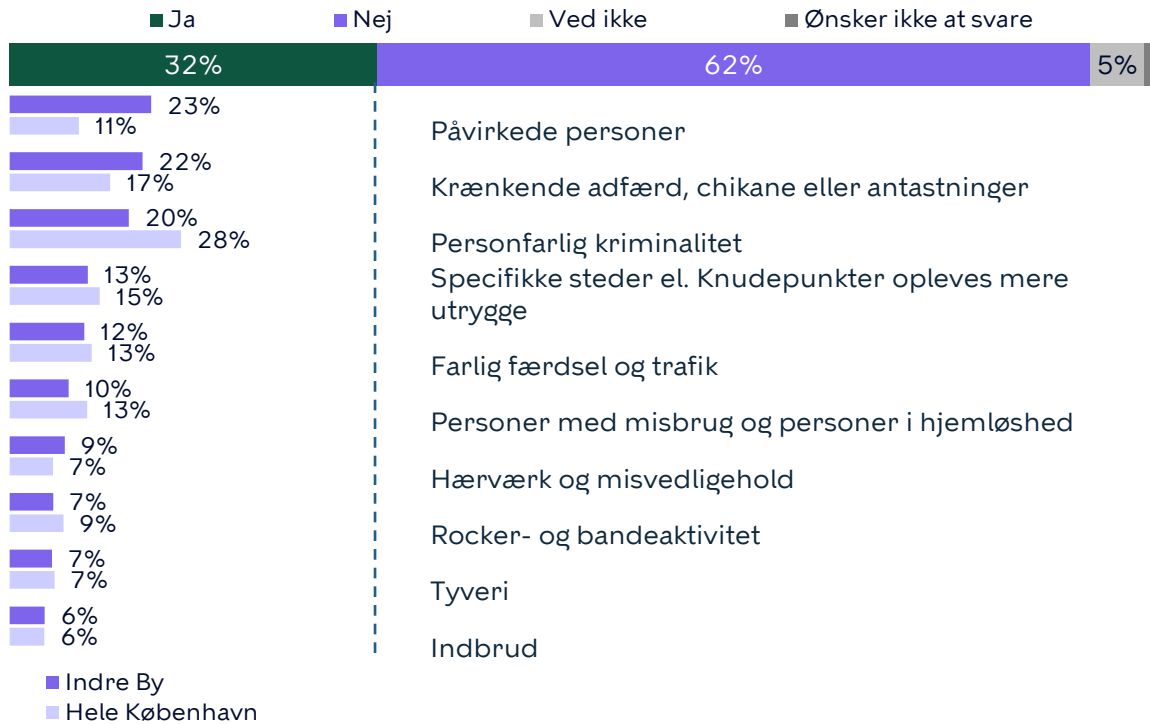 Ja Nej Ved ikke Ønsker ikke at svare
32% 62% 5%
23%
11%
Påvirkede personer
22%
17%
Krænkende adfærd, chikane eller antastninger
20%
28%
Personfarlig kriminalitet
13%
15%
Specifikke steder el. Knudepunkter opleves mere
utrygge
12%
13%
Farlig færdsel og trafik
10%
13%
Personer med misbrug og personer i hjemløshed
9%
7%
Hærværk og misvedligehold
7%
9%
Rocker- og bandeaktivitet
7%
7%
Tyveri
6%
6%
Indbrud
Indre By
Hele København